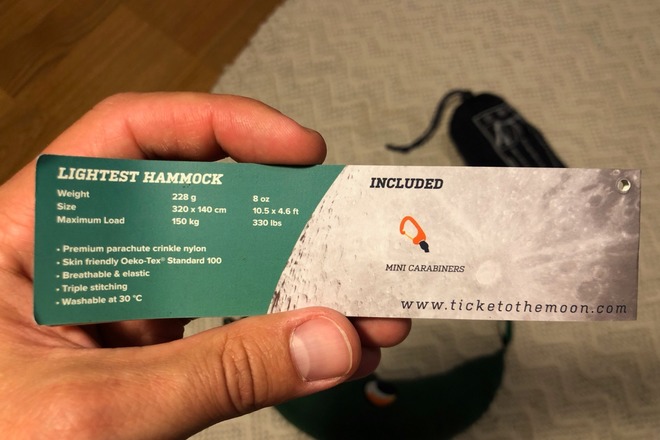 LIGHTEST HAMMOCK
Weight 228 g 8 oz
Size 320 x 140 cm 10.5 x 4.6 ft
Maximum Load 150 kg 330 lbs
• Premium parachute crinkle nylon
• Skin friendly Oeko-Tex® Standard 100
• Breathable & elastic
• Triple stitching
• Washable at 30 °C
INCLUDED
MINI CARABINERS
www.ticketothemoon.com